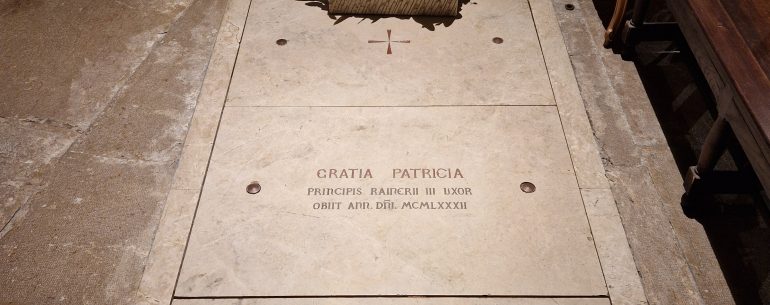 GRATIA PATRICIA
PRINCIPIS RAINERII III UXOR
OBIIT ANN. DÑI. MCMLXXXII